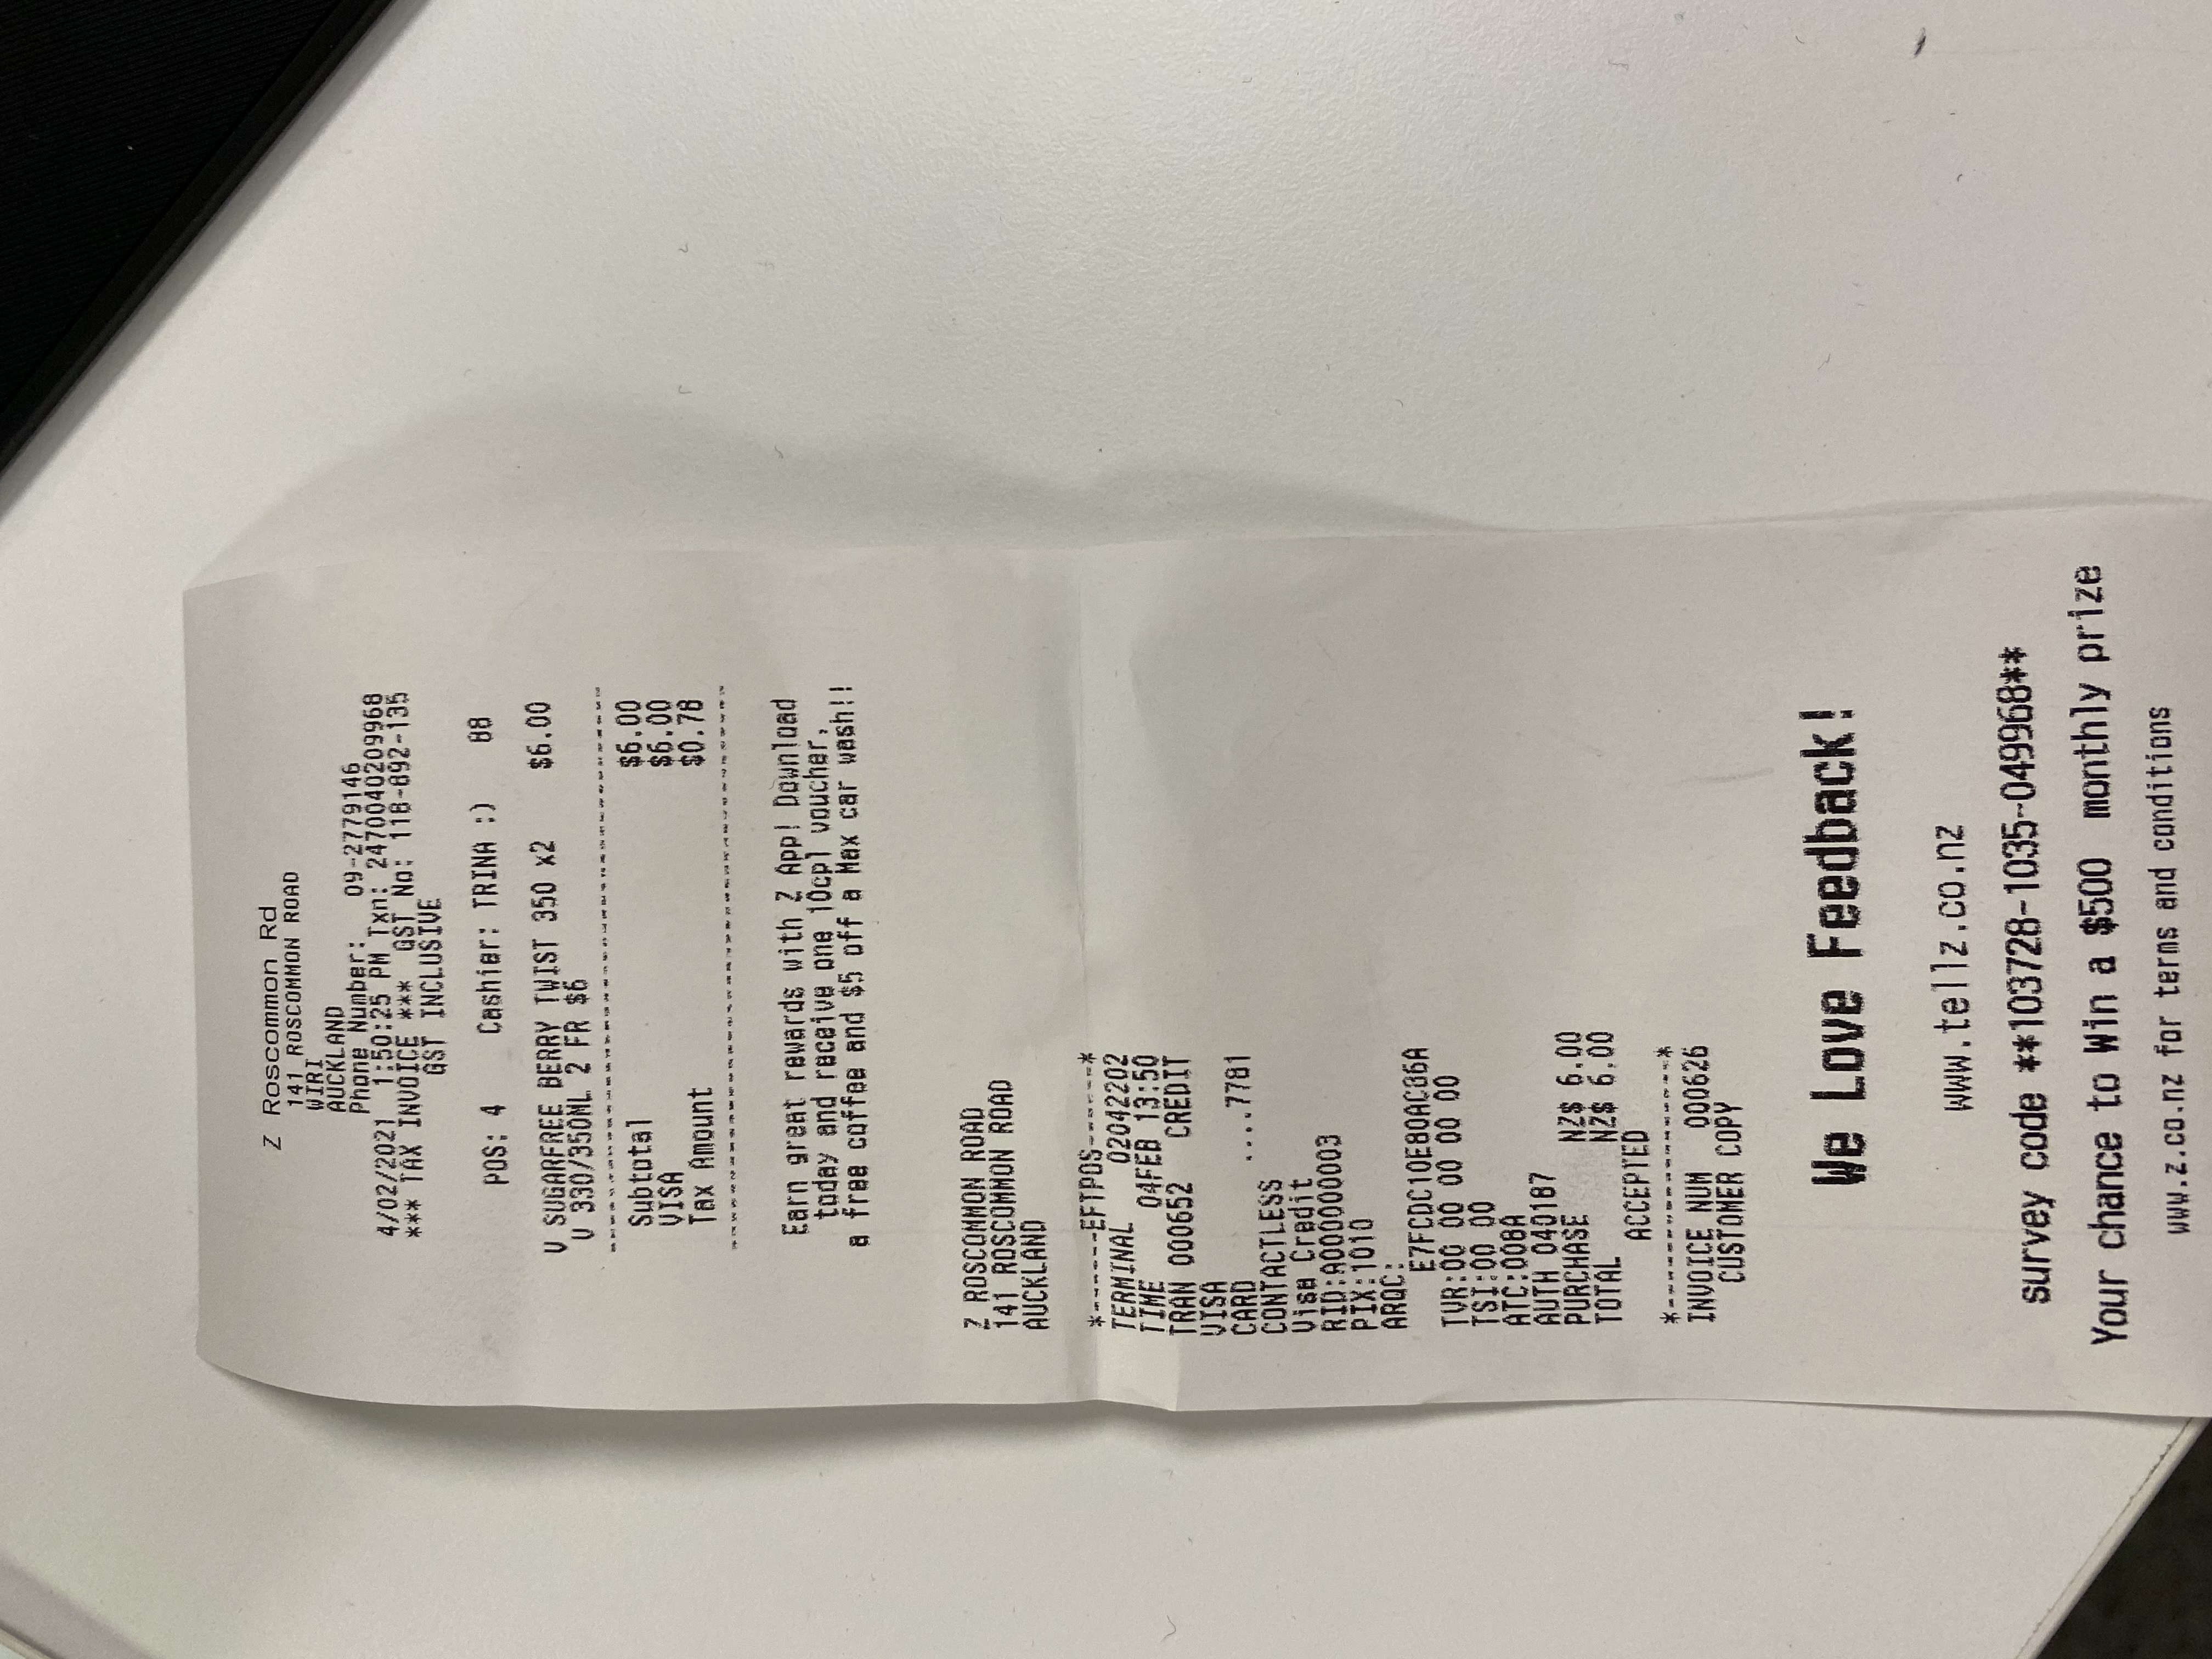 Z Roscommon Rd
141 ROSCOMMON ROAD
WIRI
AUCKLAND
Phone Number: 09-2779146
4/02/2021 1:50:25 PM Txn: 2470040209968
*** TAX INVOICE *** GST No: 118-892-135
GST INCLUSIVE
POS: 4 Cashier: TRINA :) 88
V SUGARFREE BERRY TWIST 350 x2 $6.00
V 330/350ML 2 FR $6
Subtotal $6.00
VISA $6.00
Tax Amount $0.78
Earn great rewards with Z App! Download
today and receive one 10cpl voucher,
a free coffee and $5 off a Max car wash!!
Z ROSCOMMON ROAD
141 ROSCOMMON ROAD
AUCKLAND
*------EFTPOS------*
TERMINAL 02042202
TIME 04FEB 13:50
TRAN 000652 CREDIT
VISA
CARD ....7781
CONTACTLESS
Visa Credit
RID:A000000003
PIX:1010
ARQC:
E7FCDC10E80AC86A
TVR:00 00 00 00 00
TSI:00 00
ATC:008A
AUTH 040187
PURCHASE NZ$ 6.00
TOTAL NZ$ 6.00
ACCEPTED
*------------------*
INVOICE NUM 000626
CUSTOMER COPY
We Love Feedback!
www.tellz.co.nz
survey code **103728-1035-049968**
Your chance to Win a $500 monthly prize
www.z.co.nz for terms and conditions